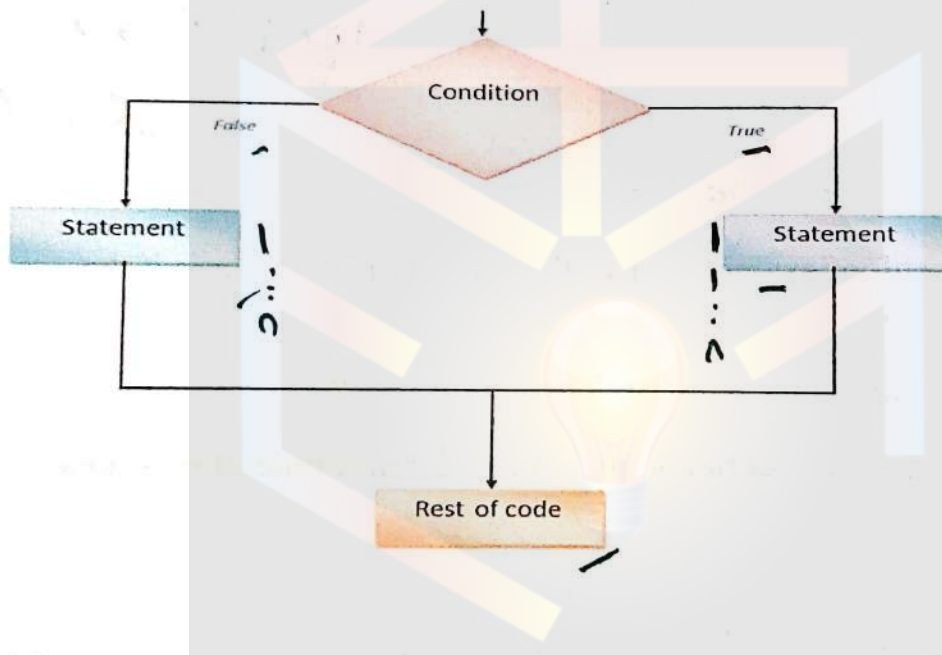 Condition
False
True
Statement
Statement
Rest of code